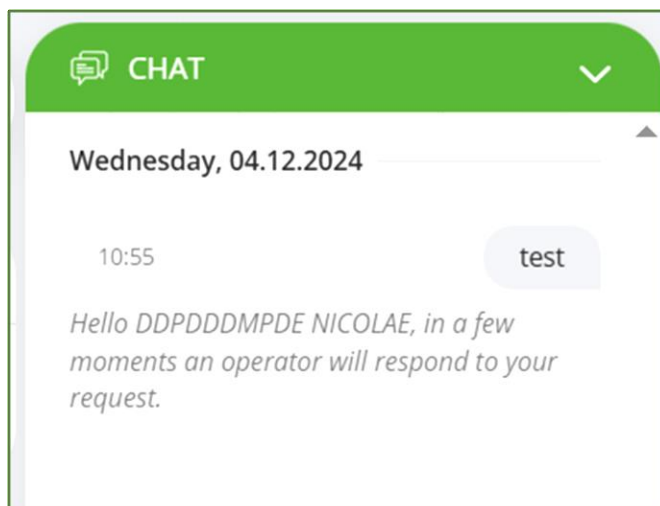 CHAT
Wednesday, 04.12.2024
10:55
test
Hello DDPDDDMPDE NICOLAE, in a few
moments an operator will respond to your
request.